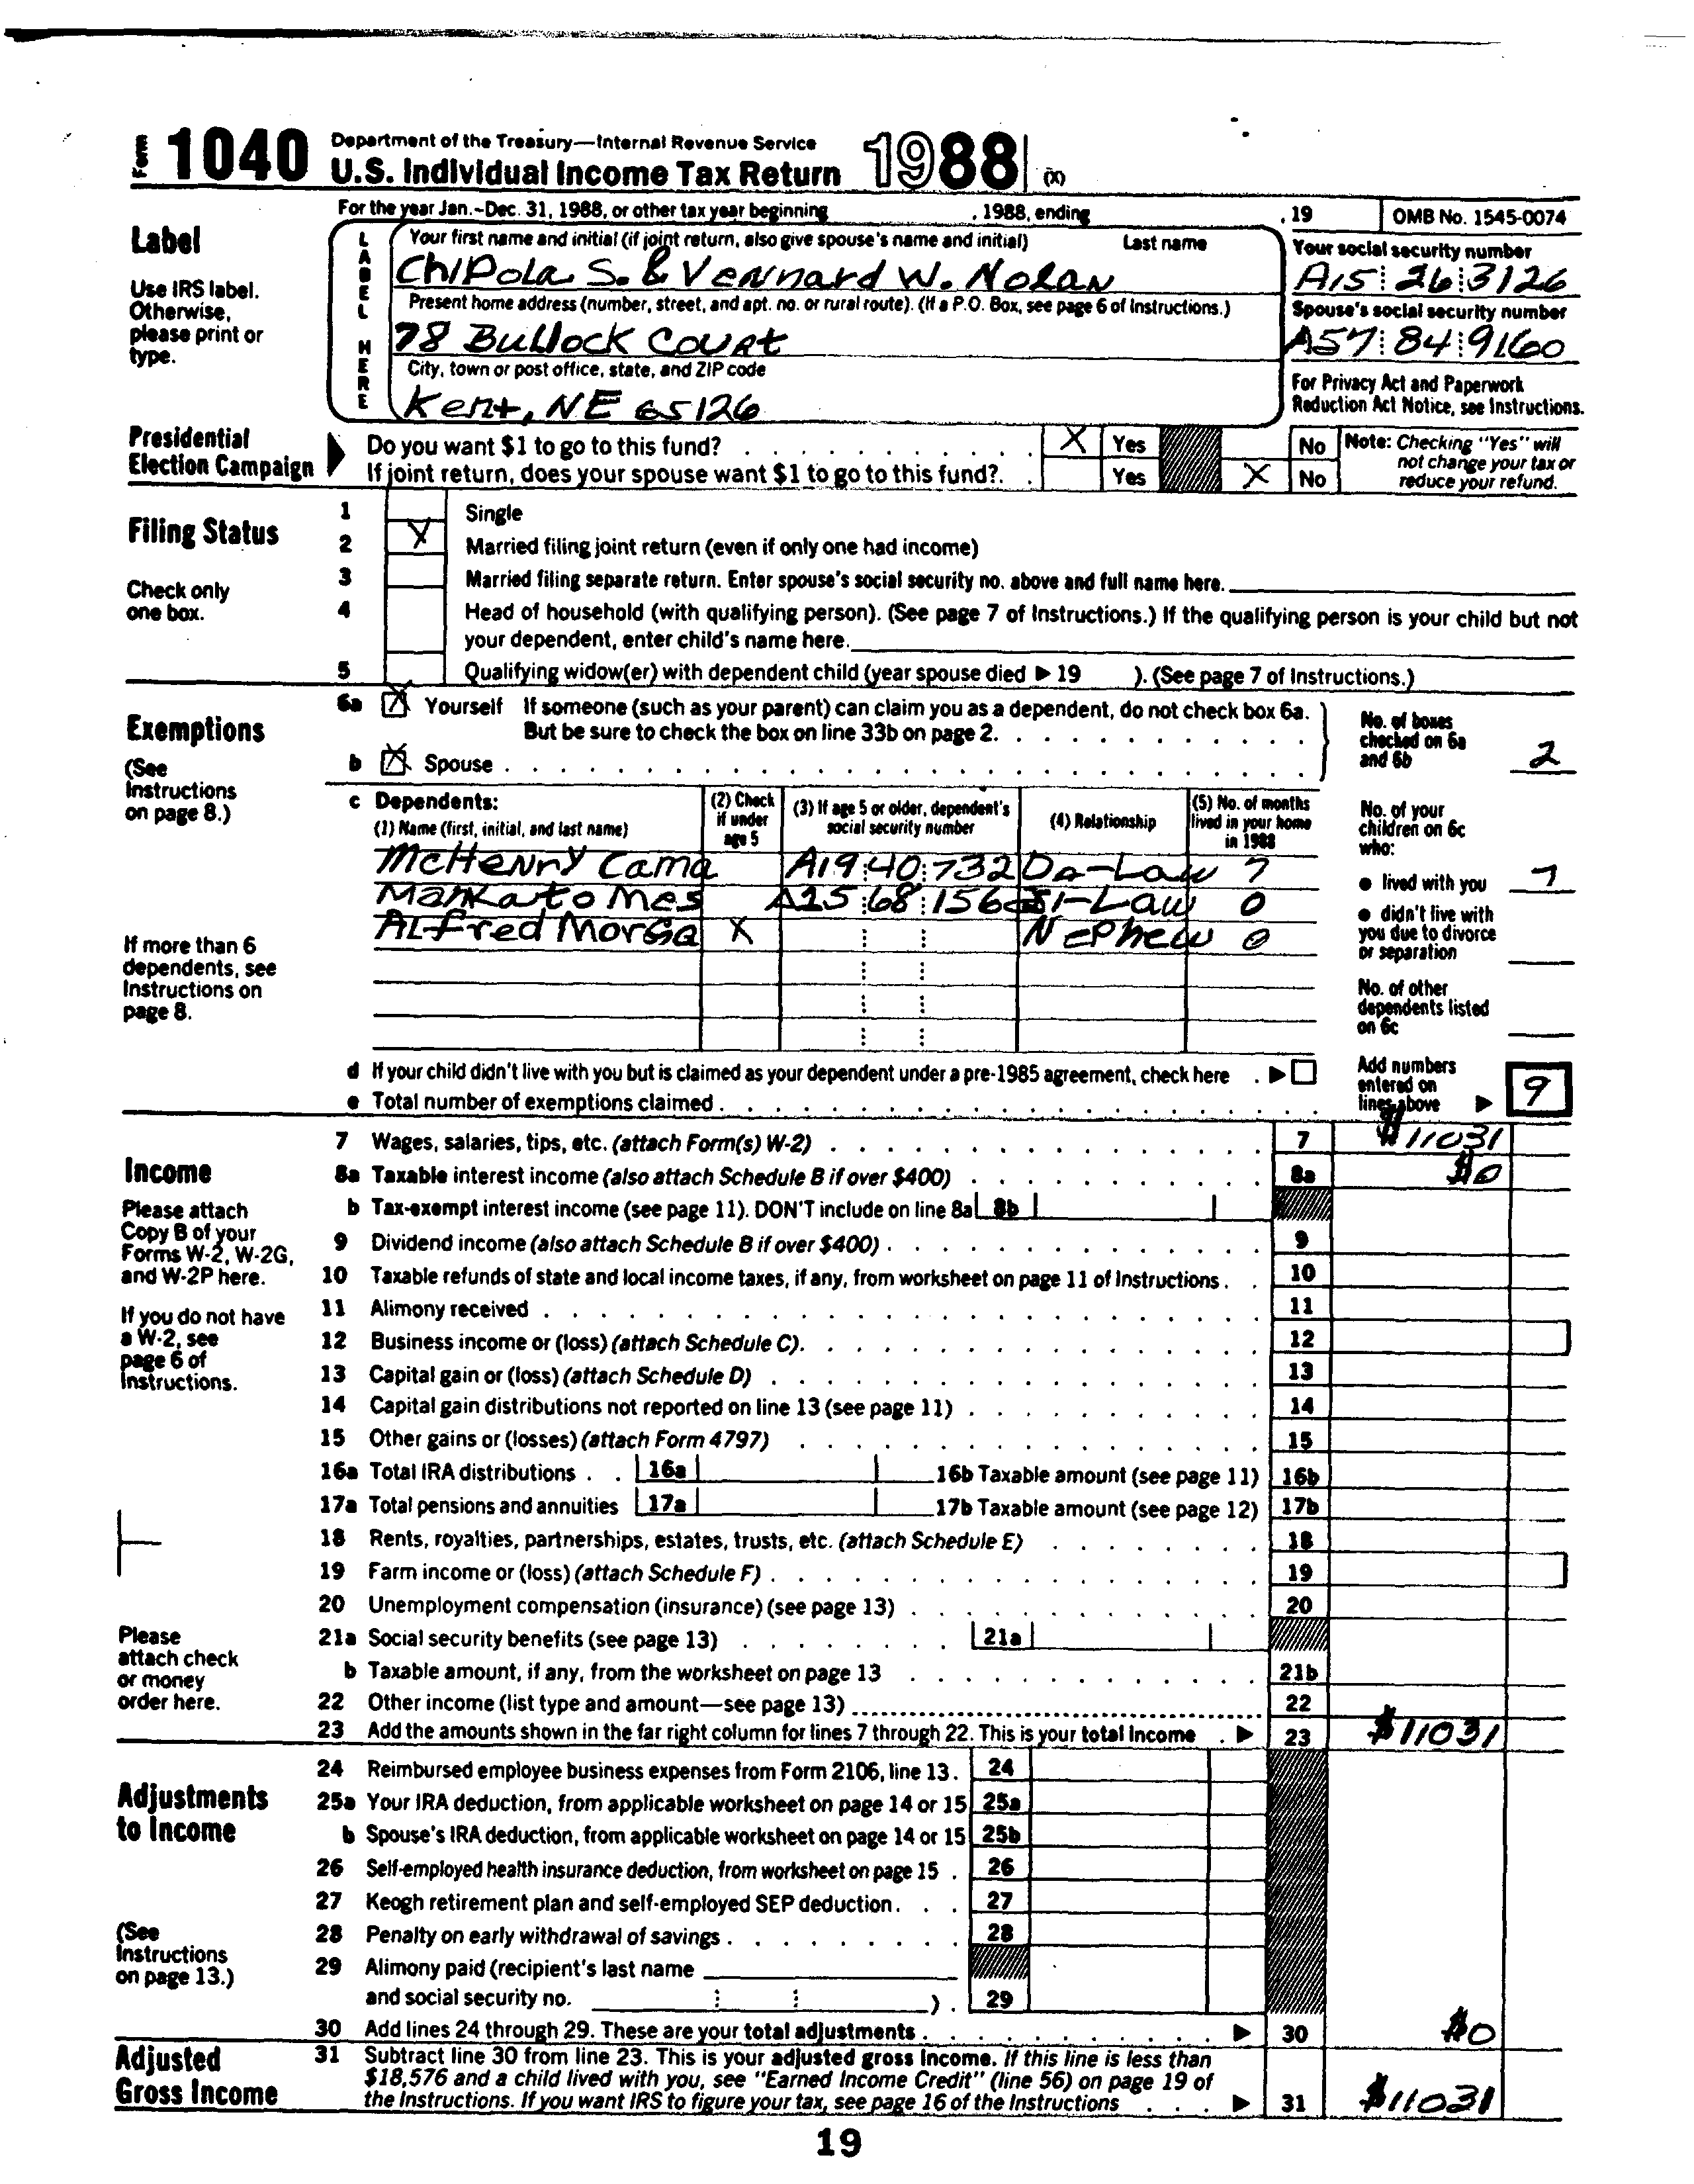 Form 1040 Department of the Treasury—Internal Revenue Service
U.S. Individual Income Tax Return 1988 (X)
For the year Jan.–Dec. 31, 1988, or other tax year beginning , 1988, ending , 19 OMB No. 1545-0074
Label
Use IRS label. Otherwise, please print or type.
LABEL HERE
Your first name and initial (if joint return, also give spouse's name and initial) Last name
Chipola S. & Vennard W. Nolan
Your social security number
A15 26 3126
Present home address (number, street, and apt. no. or rural route). (If a P.O. Box, see page 6 of Instructions.)
78 Bullock Court
Spouse's social security number
A57 84 9160
City, town or post office, state, and ZIP code
Kent, NE 65126
For Privacy Act and Paperwork Reduction Act Notice, see Instructions.
Presidential Election Campaign
Do you want $1 to go to this fund? X Yes No
If joint return, does your spouse want $1 to go to this fund?. Yes X No
Note: Checking "Yes" will not change your tax or reduce your refund.
Filing Status
Check only one box.
1 Single
2 X Married filing joint return (even if only one had income)
3 Married filing separate return. Enter spouse's social security no. above and full name here.
4 Head of household (with qualifying person). (See page 7 of Instructions.) If the qualifying person is your child but not
your dependent, enter child's name here.
5 Qualifying widow(er) with dependent child (year spouse died ▶ 19 ). (See page 7 of Instructions.)
Exemptions
(See Instructions on page 8.)
6a X Yourself If someone (such as your parent) can claim you as a dependent, do not check box 6a.
But be sure to check the box on line 33b on page 2.
b X Spouse
No. of boxes checked on 6a and 6b 2
c Dependents:
(1) Name (first, initial, and last name) (2) Check if under age 5 (3) If age 5 or older, dependent's social security number (4) Relationship (5) No. of months lived in your home in 1988
McHenry Cama A19 40 732 Da-Law 7
Mankato Mes A25 68 156 -Law 0
Alfred Morga X Nephew 0
No. of your children on 6c who:
● lived with you 7
● didn't live with you due to divorce or separation
No. of other dependents listed on 6c
If more than 6 dependents, see Instructions on page 8.
d If your child didn't live with you but is claimed as your dependent under a pre-1985 agreement, check here ▶
e Total number of exemptions claimed
Add numbers entered on lines above ▶ 9
Income
Please attach Copy B of your Forms W-2, W-2G, and W-2P here.
If you do not have a W-2, see page 6 of Instructions.
Please attach check or money order here.
7 Wages, salaries, tips, etc. (attach Form(s) W-2) 7 $11031
8a Taxable interest income (also attach Schedule B if over $400) 8a $0
b Tax-exempt interest income (see page 11). DON'T include on line 8a 8b
9 Dividend income (also attach Schedule B if over $400) 9
10 Taxable refunds of state and local income taxes, if any, from worksheet on page 11 of Instructions 10
11 Alimony received 11
12 Business income or (loss) (attach Schedule C). 12
13 Capital gain or (loss) (attach Schedule D) 13
14 Capital gain distributions not reported on line 13 (see page 11) 14
15 Other gains or (losses) (attach Form 4797) 15
16a Total IRA distributions 16a 16b Taxable amount (see page 11) 16b
17a Total pensions and annuities 17a 17b Taxable amount (see page 12) 17b
18 Rents, royalties, partnerships, estates, trusts, etc. (attach Schedule E) 18
19 Farm income or (loss) (attach Schedule F) 19
20 Unemployment compensation (insurance) (see page 13) 20
21a Social security benefits (see page 13) 21a
b Taxable amount, if any, from the worksheet on page 13 21b
22 Other income (list type and amount—see page 13) 22
23 Add the amounts shown in the far right column for lines 7 through 22. This is your total income ▶ 23 $11031
Adjustments to Income
(See Instructions on page 13.)
24 Reimbursed employee business expenses from Form 2106, line 13. 24
25a Your IRA deduction, from applicable worksheet on page 14 or 15 25a
b Spouse's IRA deduction, from applicable worksheet on page 14 or 15 25b
26 Self-employed health insurance deduction, from worksheet on page 15 26
27 Keogh retirement plan and self-employed SEP deduction 27
28 Penalty on early withdrawal of savings 28
29 Alimony paid (recipient's last name
and social security no. ). 29
30 Add lines 24 through 29. These are your total adjustments ▶ 30 $0
Adjusted Gross Income
31 Subtract line 30 from line 23. This is your adjusted gross income. If this line is less than
$18,576 and a child lived with you, see "Earned Income Credit" (line 56) on page 19 of
the Instructions. If you want IRS to figure your tax, see page 16 of the Instructions ▶ 31 $11031
19